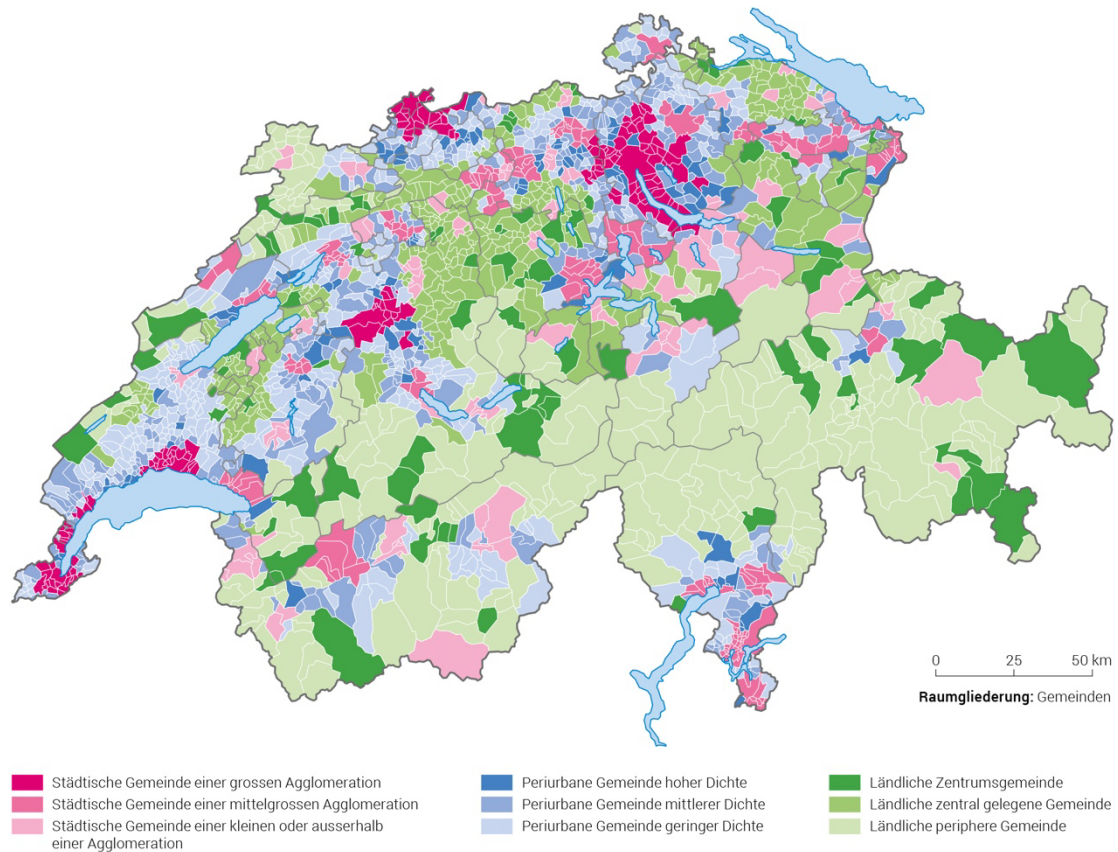 0 25 50 km
Raumgliederung: Gemeinden
Städtische Gemeinde einer grossen Agglomeration
Städtische Gemeinde einer mittelgrossen Agglomeration
Städtische Gemeinde einer kleinen oder ausserhalb
einer Agglomeration
Periurbane Gemeinde hoher Dichte
Periurbane Gemeinde mittlerer Dichte
Periurbane Gemeinde geringer Dichte
Ländliche Zentrumsgemeinde
Ländliche zentral gelegene Gemeinde
Ländliche periphere Gemeinde